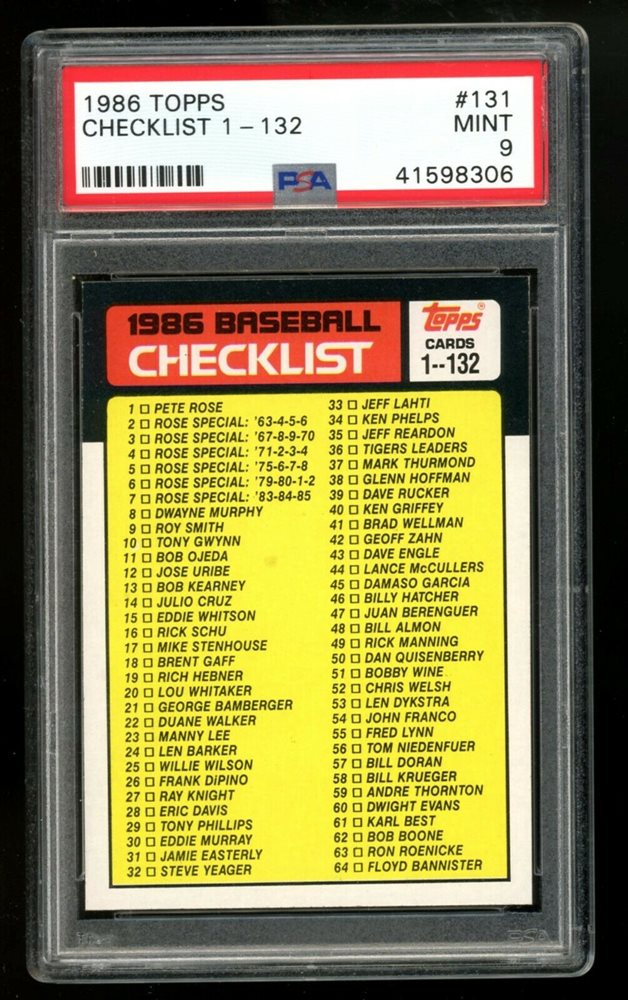 1986 TOPPS #131
CHECKLIST 1 – 132 MINT
9
PSA 41598306
1986 BASEBALL
CHECKLIST
Topps®
CARDS
1--132
1 □ PETE ROSE
2 □ ROSE SPECIAL: '63-4-5-6
3 □ ROSE SPECIAL: '67-8-9-70
4 □ ROSE SPECIAL: '71-2-3-4
5 □ ROSE SPECIAL: '75-6-7-8
6 □ ROSE SPECIAL: '79-80-1-2
7 □ ROSE SPECIAL: '83-84-85
8 □ DWAYNE MURPHY
9 □ ROY SMITH
10 □ TONY GWYNN
11 □ BOB OJEDA
12 □ JOSE URIBE
13 □ BOB KEARNEY
14 □ JULIO CRUZ
15 □ EDDIE WHITSON
16 □ RICK SCHU
17 □ MIKE STENHOUSE
18 □ BRENT GAFF
19 □ RICH HEBNER
20 □ LOU WHITAKER
21 □ GEORGE BAMBERGER
22 □ DUANE WALKER
23 □ MANNY LEE
24 □ LEN BARKER
25 □ WILLIE WILSON
26 □ FRANK DiPINO
27 □ RAY KNIGHT
28 □ ERIC DAVIS
29 □ TONY PHILLIPS
30 □ EDDIE MURRAY
31 □ JAMIE EASTERLY
32 □ STEVE YEAGER
33 □ JEFF LAHTI
34 □ KEN PHELPS
35 □ JEFF REARDON
36 □ TIGERS LEADERS
37 □ MARK THURMOND
38 □ GLENN HOFFMAN
39 □ DAVE RUCKER
40 □ KEN GRIFFEY
41 □ BRAD WELLMAN
42 □ GEOFF ZAHN
43 □ DAVE ENGLE
44 □ LANCE McCULLERS
45 □ DAMASO GARCIA
46 □ BILLY HATCHER
47 □ JUAN BERENGUER
48 □ BILL ALMON
49 □ RICK MANNING
50 □ DAN QUISENBERRY
51 □ BOBBY WINE
52 □ CHRIS WELSH
53 □ LEN DYKSTRA
54 □ JOHN FRANCO
55 □ FRED LYNN
56 □ TOM NIEDENFUER
57 □ BILL DORAN
58 □ BILL KRUEGER
59 □ ANDRE THORNTON
60 □ DWIGHT EVANS
61 □ KARL BEST
62 □ BOB BOONE
63 □ RON ROENICKE
64 □ FLOYD BANNISTER
PSA